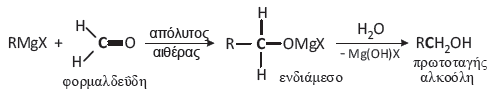 H
H
RMgX + C=O
απόλυτος
αιθέρας
H
R–C–OMgX
H
H₂O
- Mg(OH)X
RCH₂OH
φορμαλδεΰδη
ενδιάμεσο
πρωτοταγής
αλκοόλη